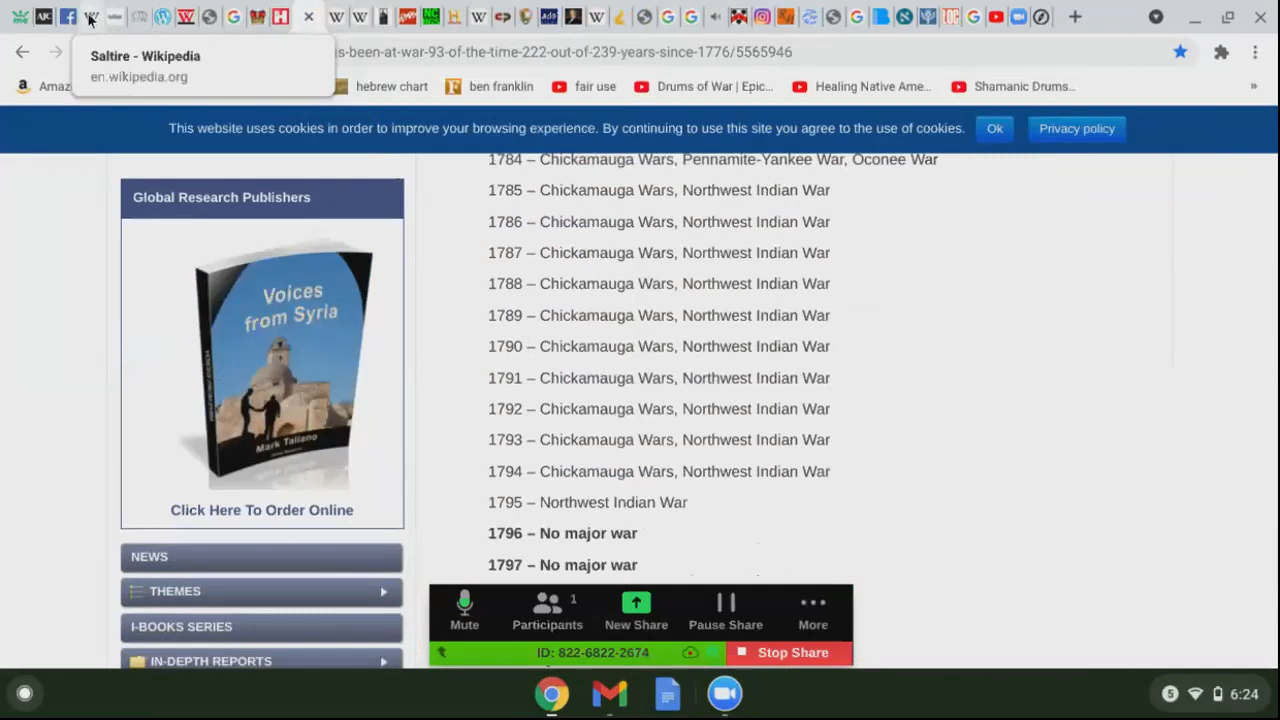 Saltire - Wikipedia
en.wikipedia.org
s-been-at-war-93-of-the-time-222-out-of-239-years-since-1776/5565946
Amaz
hebrew chart
ben franklin
fair use
Drums of War | Epic...
Healing Native Ame...
Shamanic Drums...
»
This website uses cookies in order to improve your browsing experience. By continuing to use this site you agree to the use of cookies.
Ok
Privacy policy
Global Research Publishers
Voices
from Syria
Mark Taliano
Click Here To Order Online
NEWS
THEMES
I-BOOKS SERIES
IN-DEPTH REPORTS
1784 – Chickamauga Wars, Pennamite-Yankee War, Oconee War
1785 – Chickamauga Wars, Northwest Indian War
1786 – Chickamauga Wars, Northwest Indian War
1787 – Chickamauga Wars, Northwest Indian War
1788 – Chickamauga Wars, Northwest Indian War
1789 – Chickamauga Wars, Northwest Indian War
1790 – Chickamauga Wars, Northwest Indian War
1791 – Chickamauga Wars, Northwest Indian War
1792 – Chickamauga Wars, Northwest Indian War
1793 – Chickamauga Wars, Northwest Indian War
1794 – Chickamauga Wars, Northwest Indian War
1795 – Northwest Indian War
1796 – No major war
1797 – No major war
1
Mute
Participants
New Share
Pause Share
More
ID: 822-6822-2674
Stop Share
5
6:24